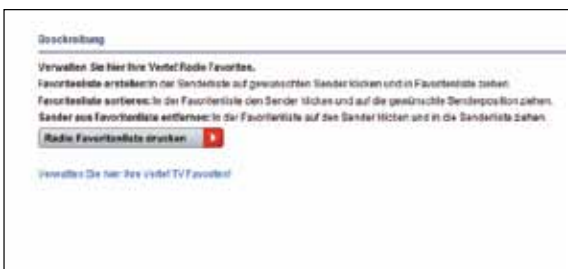 Beschreibung
Verwalten Sie hier Ihre Vertel Radio Favoriten.
Favoritenliste erstellen: In der Senderliste auf gewünschten Sender klicken und in Favoritenliste ziehen.
Favoritenliste sortieren: In der Favoritenliste den Sender klicken und auf die gewünschte Senderposition ziehen.
Sender aus Favoritenliste entfernen: In der Favoritenliste auf den Sender klicken und in die Senderliste ziehen.
Radio Favoritenliste drucken
Verwalten Sie hier Ihre Vertel TV Favoriten!